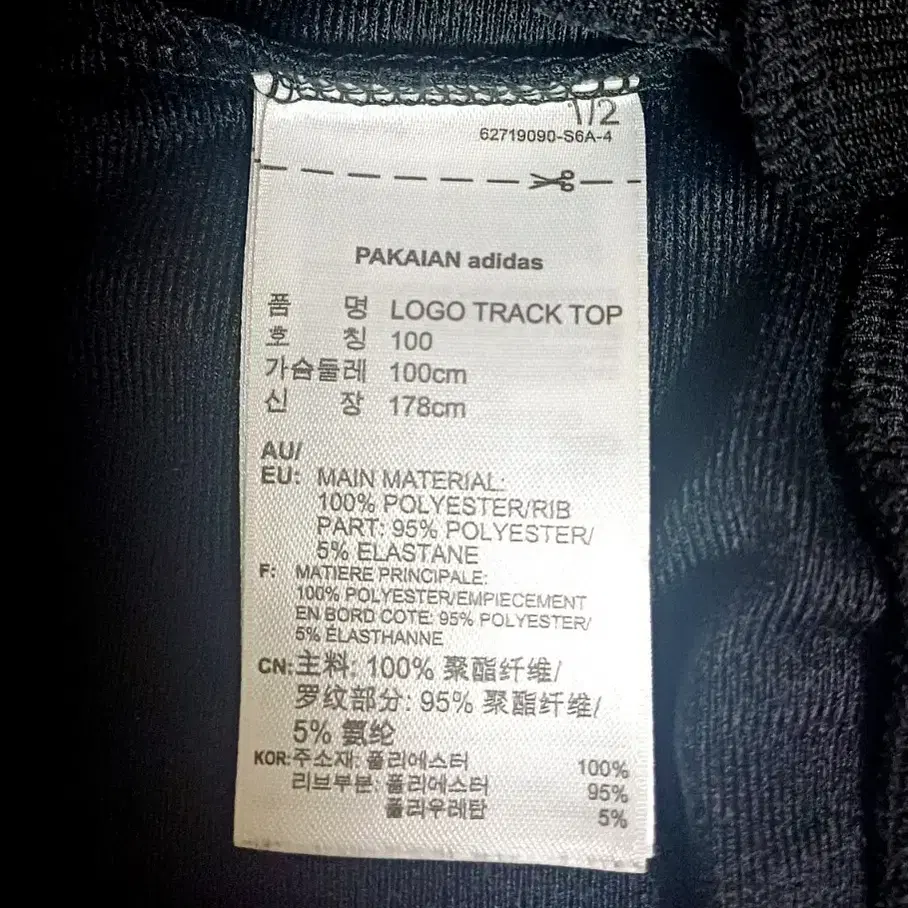 1/2
62719090-S6A-4
PAKAIAN adidas
품 명 LOGO TRACK TOP
호 칭 100
가슴둘레 100cm
신 장 178cm
AU/
EU: MAIN MATERIAL:
100% POLYESTER/RIB
PART: 95% POLYESTER/
5% ELASTANE
F: MATIERE PRINCIPALE:
100% POLYESTER/EMPIECEMENT
EN BORD COTE: 95% POLYESTER/
5% ÉLASTHANNE
CN:主料: 100% 聚酯纤维/
罗纹部分: 95% 聚酯纤维/
5% 氨纶
KOR:주소재: 폴리에스터 100%
리브부분: 폴리에스터 95%
폴리우레탄 5%